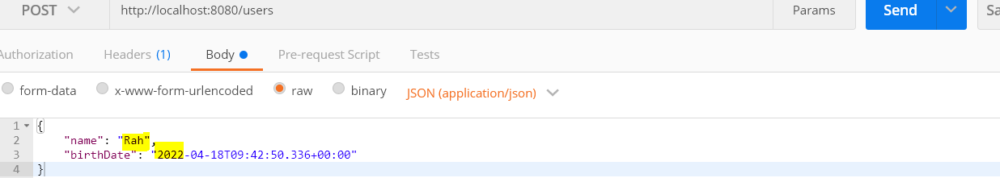 POST http://localhost:8080/users Params Send Sa
Authorization Headers (1) Body Pre-request Script Tests
form-data x-www-form-urlencoded raw binary JSON (application/json)
1 {
2 "name": "Rah",
3 "birthDate": "2022-04-18T09:42:50.336+00:00"
4 }